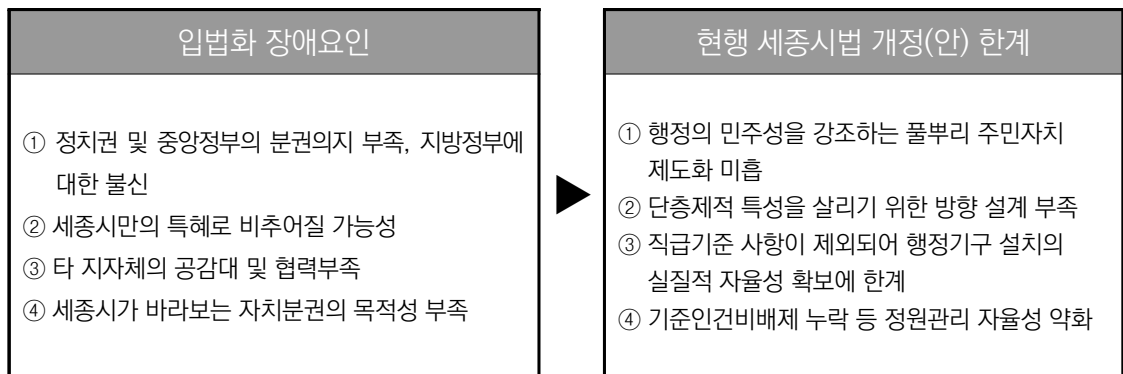 입법화 장애요인
① 정치권 및 중앙정부의 분권의지 부족, 지방정부에
대한 불신
② 세종시만의 특혜로 비추어질 가능성
③ 타 지자체의 공감대 및 협력부족
④ 세종시가 바라보는 자치분권의 목적성 부족
▶
현행 세종시법 개정(안) 한계
① 행정의 민주성을 강조하는 풀뿌리 주민자치
제도화 미흡
② 단층제적 특성을 살리기 위한 방향 설계 부족
③ 직급기준 사항이 제외되어 행정기구 설치의
실질적 자율성 확보에 한계
④ 기준인건비배제 누락 등 정원관리 자율성 약화